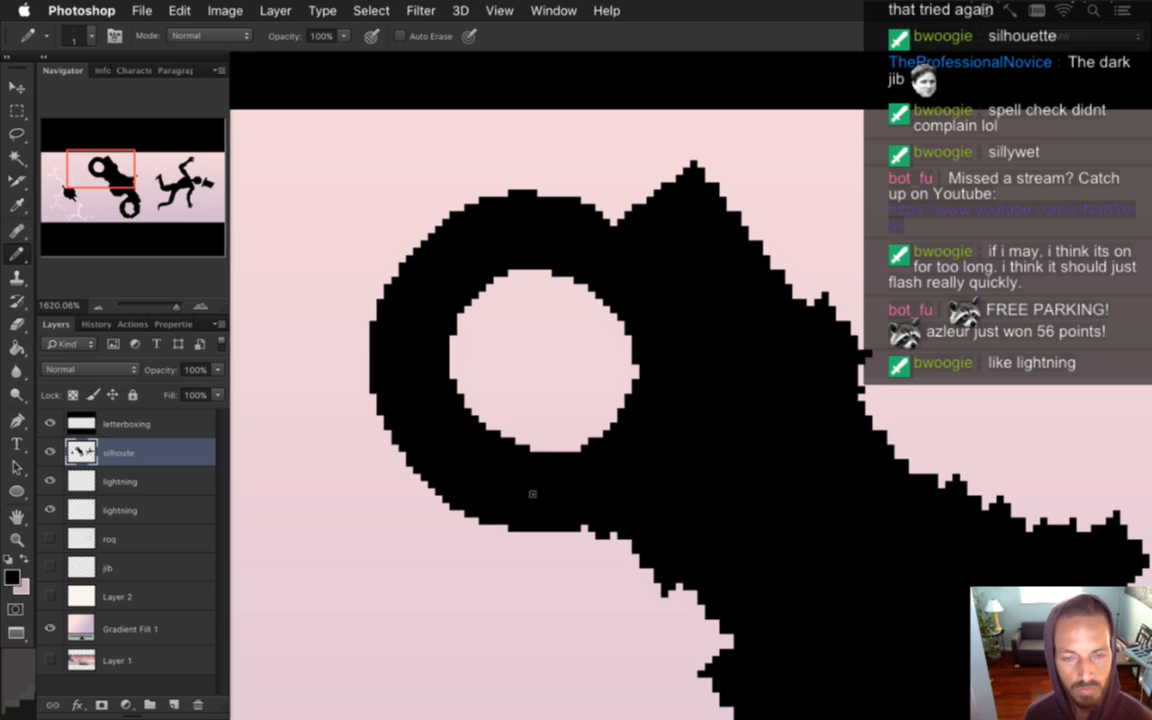 Photoshop File Edit Image Layer Type Select Filter 3D View Window Help
that tried again
1 Mode: Normal Opacity: 100% Auto Erase
bwoogie silhouette
TheProfessionalNovice : The dark
jib
Navigator Info Characte Paragra
bwoogie spell check didnt
complain lol
bwoogie sillywet
bot_fu Missed a stream? Catch
up on Youtube:
bwoogie if i may, i think its on
for too long. i think it should just
flash really quickly.
1620.06%
bot_fu FREE PARKING!
azleur just won 56 points!
Layers History Actions Propertie
Kind
bwoogie like lightning
Normal Opacity: 100%
Lock: Fill: 100%
letterboxing
silhoute
lightning
lightning
roq
jib
Layer 2
Gradient Fill 1
Layer 1
fx